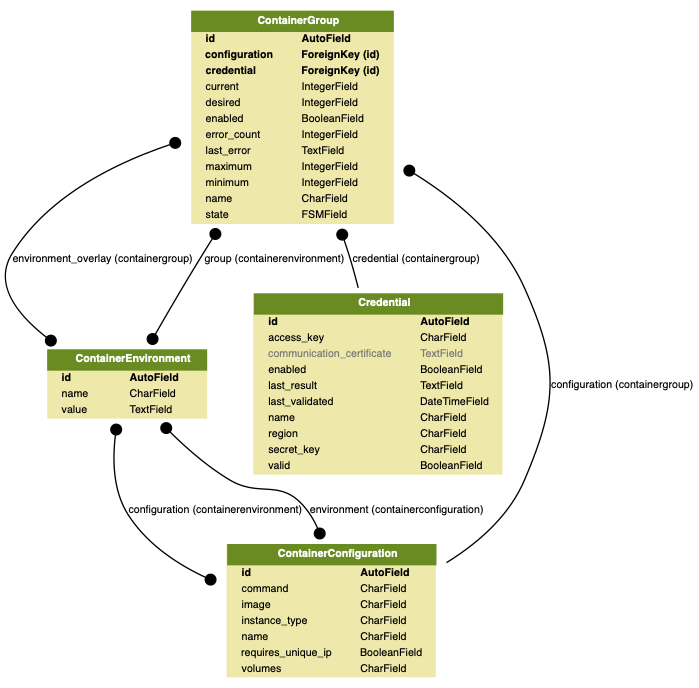 ContainerGroup
id AutoField
configuration ForeignKey (id)
credential ForeignKey (id)
current IntegerField
desired IntegerField
enabled BooleanField
error_count IntegerField
last_error TextField
maximum IntegerField
minimum IntegerField
name CharField
state FSMField
environment_overlay (containergroup)
group (containerenvironment)
credential (containergroup)
Credential
id AutoField
access_key CharField
communication_certificate TextField
enabled BooleanField
last_result TextField
last_validated DateTimeField
name CharField
region CharField
secret_key CharField
valid BooleanField
ContainerEnvironment
id AutoField
name CharField
value TextField
configuration (containergroup)
configuration (containerenvironment)
environment (containerconfiguration)
ContainerConfiguration
id AutoField
command CharField
image CharField
instance_type CharField
name CharField
requires_unique_ip BooleanField
volumes CharField